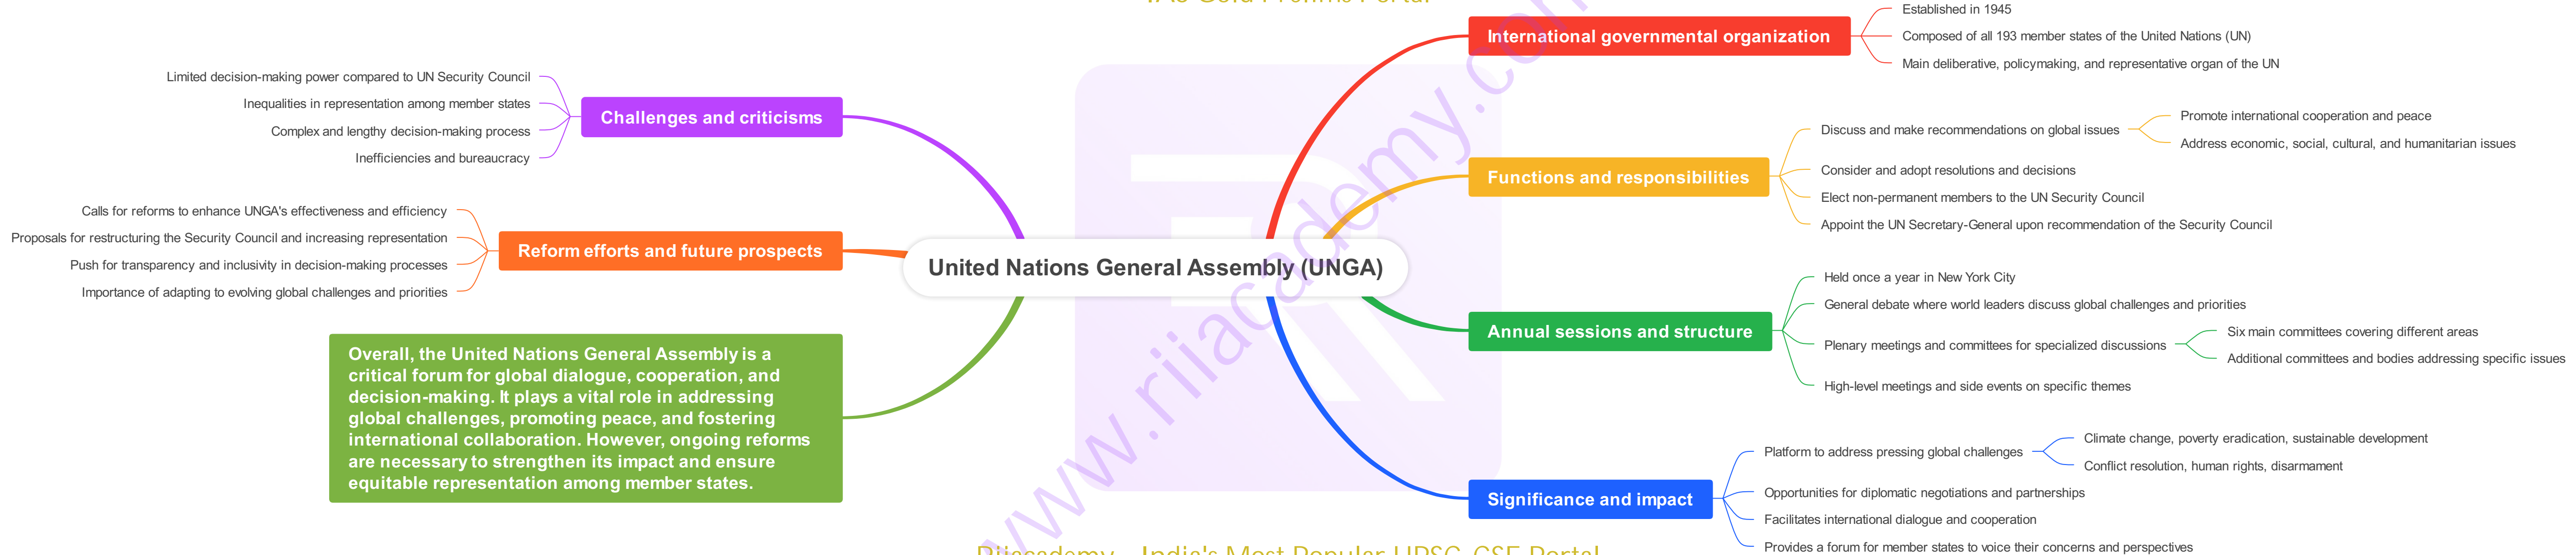 IAS Gold Prelims Portal
International governmental organization
Established in 1945
Composed of all 193 member states of the United Nations (UN)
Main deliberative, policymaking, and representative organ of the UN
Functions and responsibilities
Discuss and make recommendations on global issues
Promote international cooperation and peace
Address economic, social, cultural, and humanitarian issues
Consider and adopt resolutions and decisions
Elect non-permanent members to the UN Security Council
Appoint the UN Secretary-General upon recommendation of the Security Council
Annual sessions and structure
Held once a year in New York City
General debate where world leaders discuss global challenges and priorities
Plenary meetings and committees for specialized discussions
Six main committees covering different areas
Additional committees and bodies addressing specific issues
High-level meetings and side events on specific themes
Significance and impact
Platform to address pressing global challenges
Climate change, poverty eradication, sustainable development
Conflict resolution, human rights, disarmament
Opportunities for diplomatic negotiations and partnerships
Facilitates international dialogue and cooperation
Provides a forum for member states to voice their concerns and perspectives
United Nations General Assembly (UNGA)
Challenges and criticisms
Limited decision-making power compared to UN Security Council
Inequalities in representation among member states
Complex and lengthy decision-making process
Inefficiencies and bureaucracy
Reform efforts and future prospects
Calls for reforms to enhance UNGA's effectiveness and efficiency
Proposals for restructuring the Security Council and increasing representation
Push for transparency and inclusivity in decision-making processes
Importance of adapting to evolving global challenges and priorities
Overall, the United Nations General Assembly is a
critical forum for global dialogue, cooperation, and
decision-making. It plays a vital role in addressing
global challenges, promoting peace, and fostering
international collaboration. However, ongoing reforms
are necessary to strengthen its impact and ensure
equitable representation among member states.
www.riiacademy.com
Riiacademy - India's Most Popular UPSC-CSE Portal